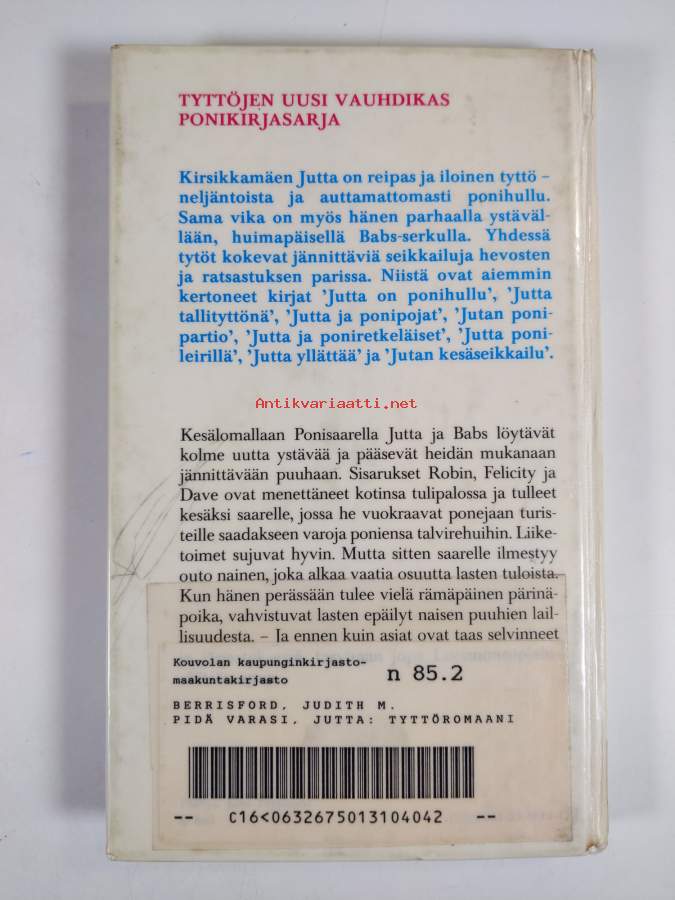 TYTTÖJEN UUSI VAUHDIKAS
PONIKIRJASARJA
Kirsikkamäen Jutta on reipas ja iloinen tyttö –
neljäntoista ja auttamattomasti ponihullu.
Sama vika on myös hänen parhaalla ystäväl-
lään, huimapäisellä Babs-serkulla. Yhdessä
tytöt kokevat jännittäviä seikkailuja hevosten
ja ratsastuksen parissa. Niistä ovat aiemmin
kertoneet kirjat 'Jutta on ponihullu', 'Jutta
tallityttönä', 'Jutta ja ponipojat', 'Jutan poni-
partio', 'Jutta ja poniretkeläiset', 'Jutta poni-
leirillä', 'Jutta yllättää' ja 'Jutan kesäseikkailu'.
Antikvariaatti.net
Kesälomallaan Ponisaarella Jutta ja Babs löytävät
kolme uutta ystävää ja pääsevät heidän mukanaan
jännittävään puuhaan. Sisarukset Robin, Felicity ja
Dave ovat menettäneet kotinsa tulipalossa ja tulleet
kesäksi saarelle, jossa he vuokraavat ponejaan turis-
teille saadakseen varoja poniensa talvirehuihin. Liike-
toimet sujuvat hyvin. Mutta sitten saarelle ilmestyy
outo nainen, joka alkaa vaatia osuutta lasten tuloista.
Kun hänen perässään tulee vielä rämäpäinen pärinä-
poika, vahvistuvat lasten epäilyt naisen puuhien lail-
lisuudesta. – Ja ennen kuin asiat ovat taas selvinneet
Kouvolan kaupunginkirjasto-
maakuntakirjasto
n 85.2
BERRISFORD, JUDITH M.
PIDÄ VARASI, JUTTA: TYTTÖROMAANI
-- C16<0632675013104042 --